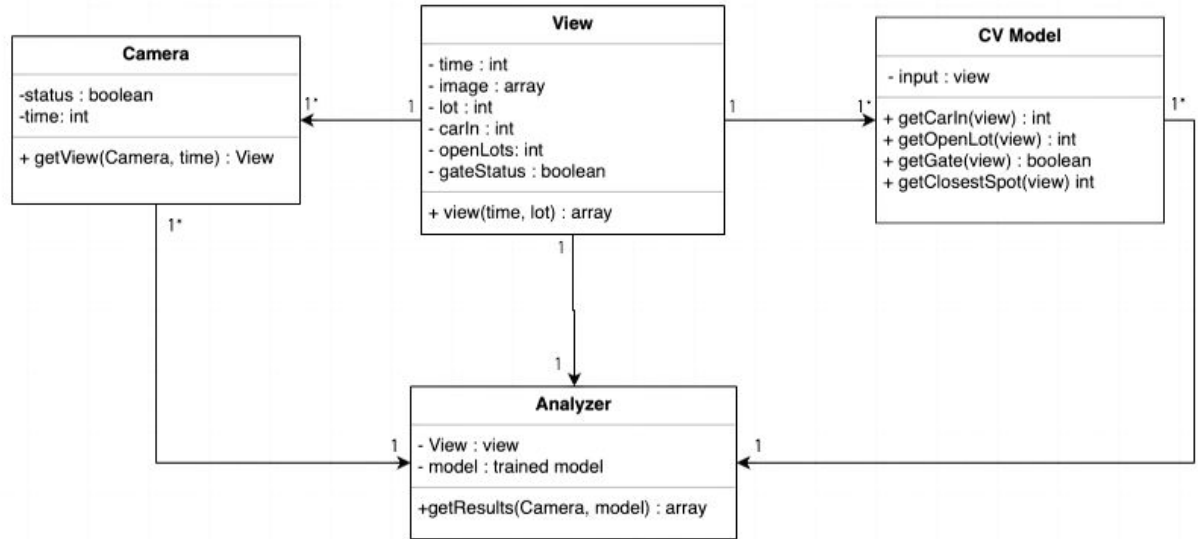 Camera
-status : boolean
-time: int
+ getView(Camera, time) : View
1*
1
View
- time : int
- image : array
- lot : int
- carIn : int
- openLots: int
- gateStatus : boolean
+ view(time, lot) : array
1
1*
CV Model
- input : view
+ getCarIn(view) : int
+ getOpenLot(view) : int
+ getGate(view) : boolean
+ getClosestSpot(view) int
1*
1*
1
1
1
1
Analyzer
- View : view
- model : trained model
+getResults(Camera, model) : array